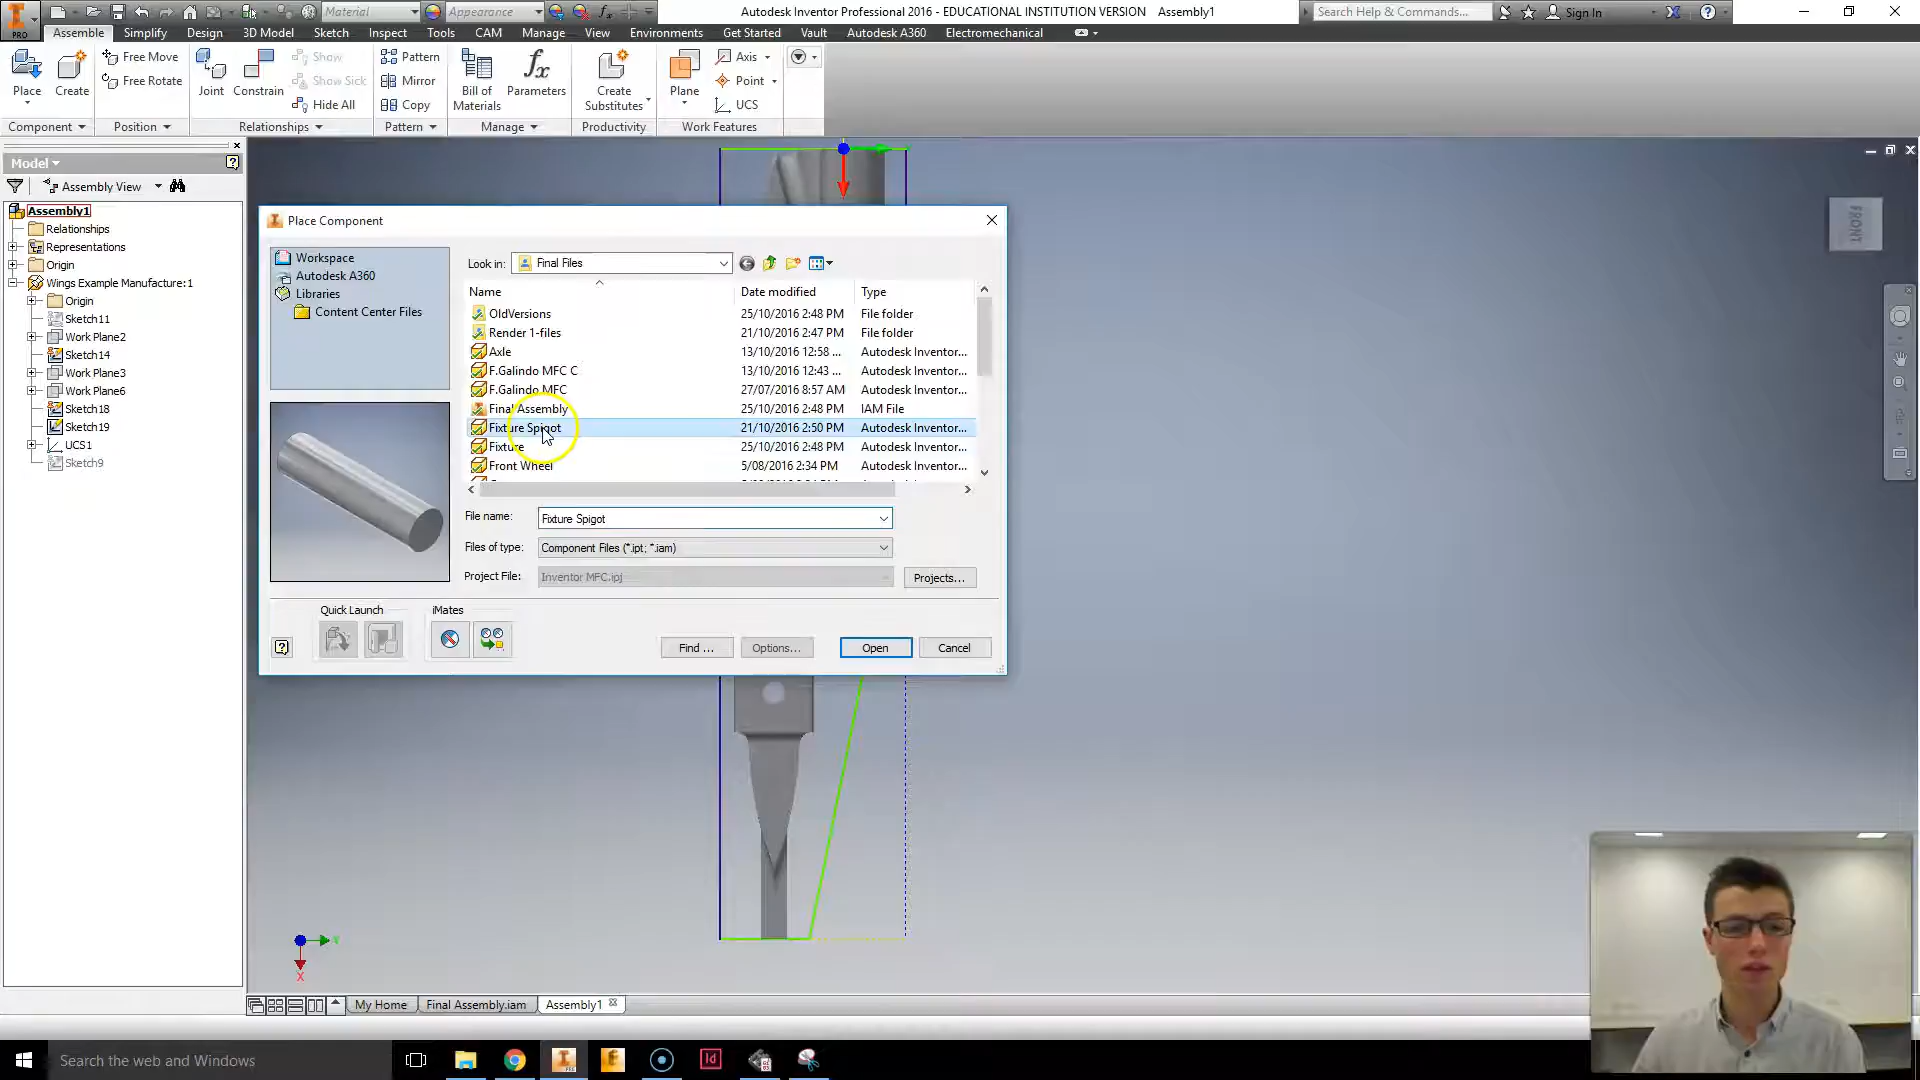 PRO
Material
Appearance
Autodesk Inventor Professional 2016 - EDUCATIONAL INSTITUTION VERSION Assembly1
Search Help & Commands...
Sign In
Assemble Simplify Design 3D Model Sketch Inspect Tools CAM Manage View Environments Get Started Vault Autodesk A360 Electromechanical
Place
Create
Free Move
Free Rotate
Joint
Constrain
Show
Show Sick
Hide All
Pattern
Mirror
Copy
Bill of
Materials
fx
Parameters
Create
Substitutes
Plane
Axis
Point
UCS
Component Position Relationships Pattern Manage Productivity Work Features
Model
Assembly View
Assembly1
Relationships
Representations
Origin
Wings Example Manufacture:1
Origin
Sketch11
Work Plane2
Sketch14
Work Plane3
Work Plane6
Sketch18
Sketch19
UCS1
Sketch9
FRONT
Place Component
Workspace
Autodesk A360
Libraries
Content Center Files
Look in: Final Files
Name Date modified Type
OldVersions 25/10/2016 2:48 PM File folder
Render 1-files 21/10/2016 2:47 PM File folder
Axle 13/10/2016 12:58 ... Autodesk Inventor...
F.Galindo MFC C 13/10/2016 12:43 ... Autodesk Inventor...
F.Galindo MFC 27/07/2016 8:57 AM Autodesk Inventor...
Final Assembly 25/10/2016 2:48 PM IAM File
Fixture Spigot 21/10/2016 2:50 PM Autodesk Inventor...
Fixture 25/10/2016 2:48 PM Autodesk Inventor...
Front Wheel 5/08/2016 2:34 PM Autodesk Inventor...
File name: Fixture Spigot
Files of type: Component Files (*.ipt; *.iam)
Project File: Inventor MFC.ipj
Projects...
Quick Launch
iMates
Find ...
Options...
Open
Cancel
Y
X
My Home
Final Assembly.iam
Assembly1
Search the web and Windows
PRO
Id